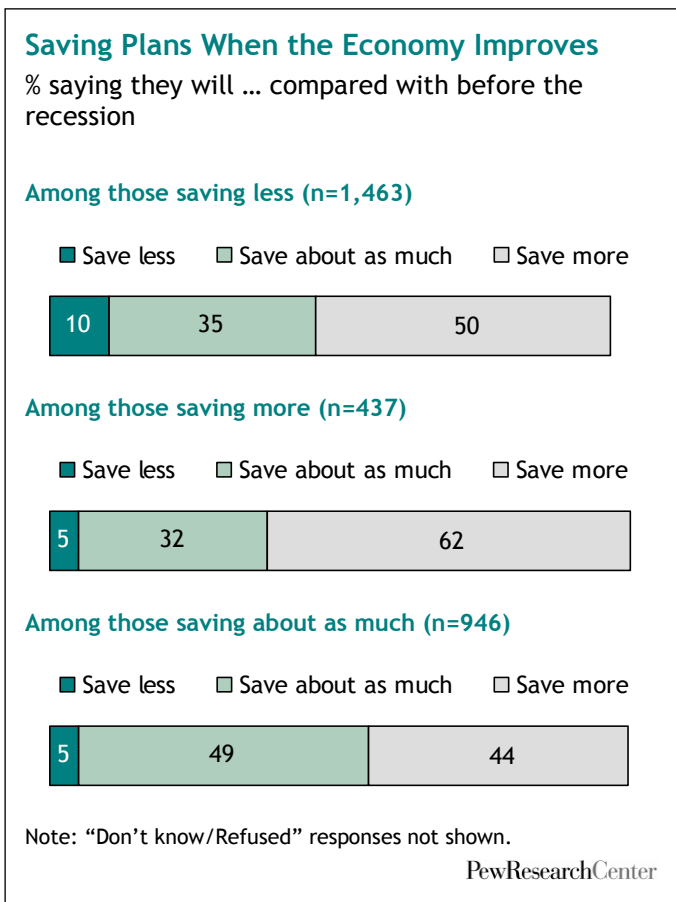 Saving Plans When the Economy Improves
% saying they will … compared with before the
recession
Among those saving less (n=1,463)
Save less Save about as much Save more
10 35 50
Among those saving more (n=437)
Save less Save about as much Save more
5 32 62
Among those saving about as much (n=946)
Save less Save about as much Save more
5 49 44
Note: “Don’t know/Refused” responses not shown.
PewResearchCenter